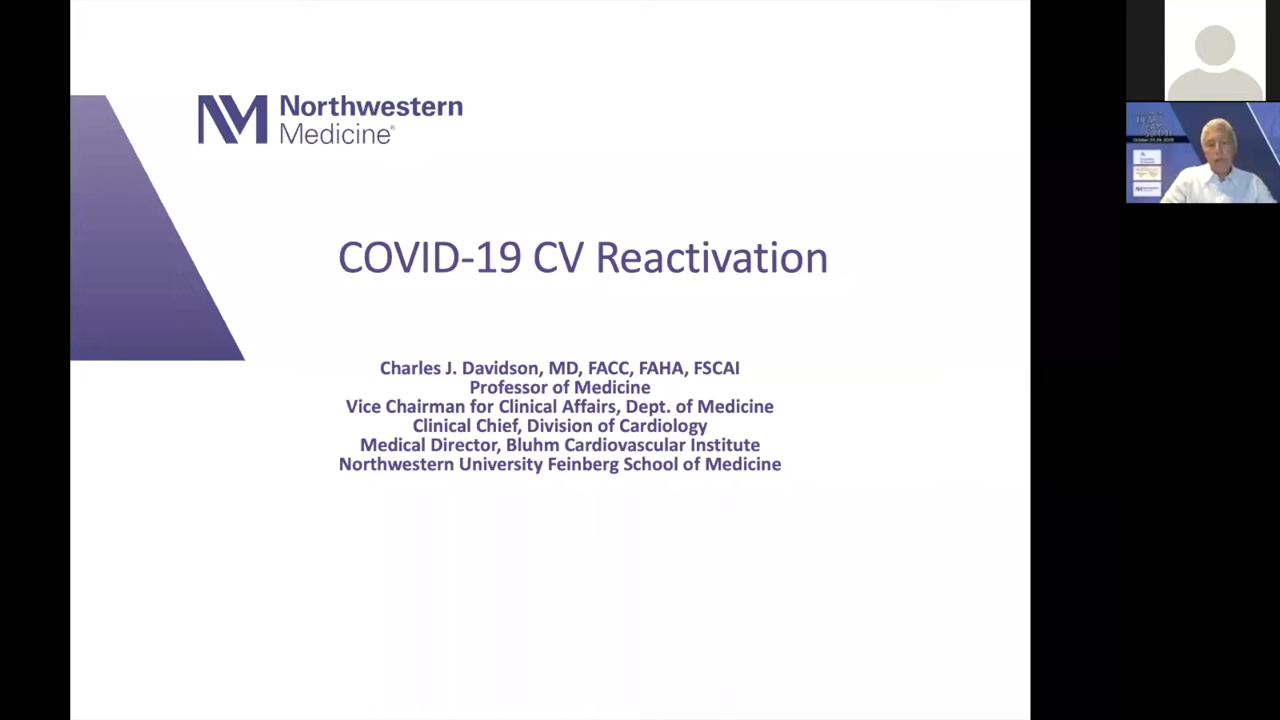 Northwestern
Medicine®
COVID-19 CV Reactivation
Charles J. Davidson, MD, FACC, FAHA, FSCAI
Professor of Medicine
Vice Chairman for Clinical Affairs, Dept. of Medicine
Clinical Chief, Division of Cardiology
Medical Director, Bluhm Cardiovascular Institute
Northwestern University Feinberg School of Medicine